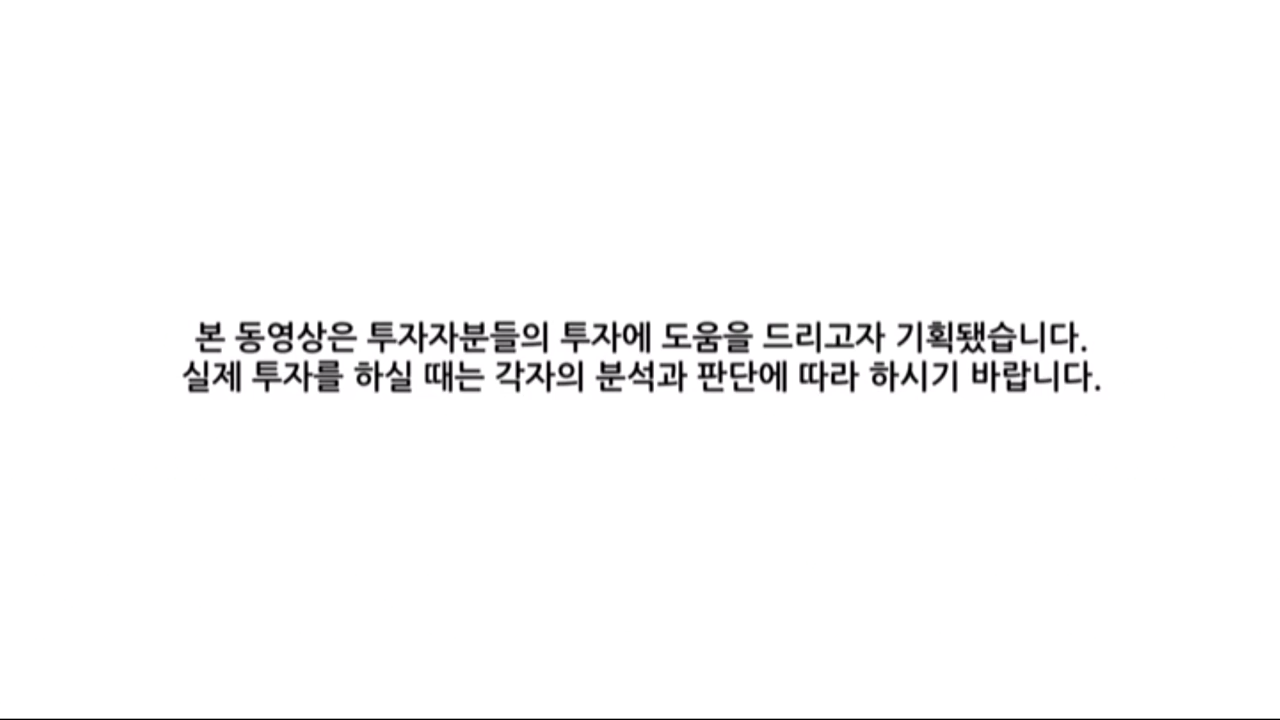 본 동영상은 투자자분들의 투자에 도움을 드리고자 기획됐습니다.
실제 투자를 하실 때는 각자의 분석과 판단에 따라 하시기 바랍니다.